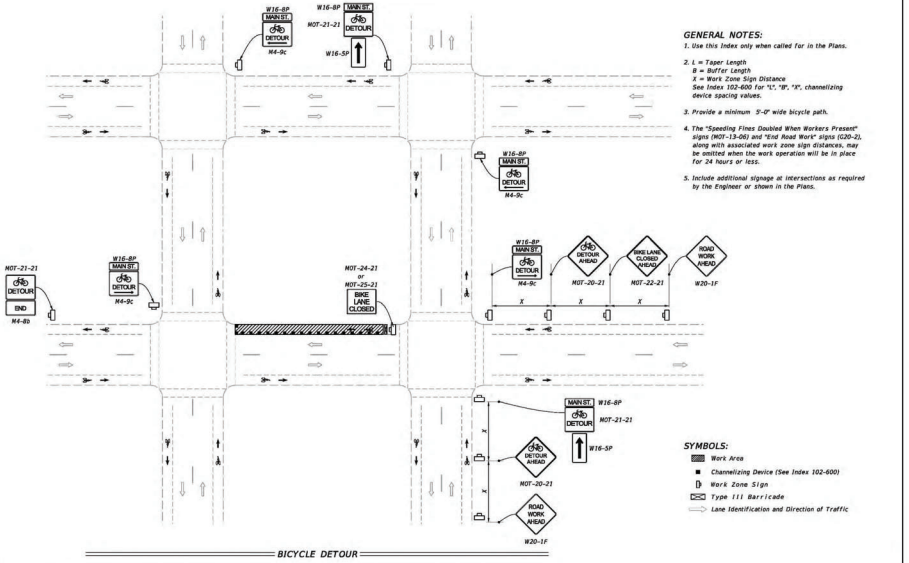 W16-8P
MAIN ST.
DETOUR
M4-9c
W16-8P
MAIN ST.
MOT-21-21
DETOUR
W16-5P
GENERAL NOTES:
1. Use this Index only when called for in the Plans.
2. L = Taper Length
B = Buffer Length
X = Work Zone Sign Distance
See Index 102-600 for "L", "B", "X", channelizing
device spacing values.
3. Provide a minimum 5'-0" wide bicycle path.
4. The "Speeding Fines Doubled When Workers Present"
signs (MOT-13-06) and "End Road Work" signs (G20-2),
along with associated work zone sign distances, may
be omitted when the work operation will be in place
for 24 hours or less.
5. Include additional signage at intersections as required
by the Engineer or shown in the Plans.
W16-8P
MAIN ST.
DETOUR
M4-9c
MOT-21-21
DETOUR
END
M4-8b
W16-8P
MAIN ST.
DETOUR
M4-9c
MOT-24-21
or
MOT-25-21
BIKE
LANE
CLOSED
W16-8P
MAIN ST.
DETOUR
M4-9c
DETOUR
AHEAD
MOT-20-21
BIKE LANE
CLOSED
AHEAD
MOT-22-21
ROAD
WORK
AHEAD
W20-1F
X
X
X
MAIN ST.
W16-8P
DETOUR
MOT-21-21
W16-5P
X
DETOUR
AHEAD
MOT-20-21
X
ROAD
WORK
AHEAD
W20-1F
SYMBOLS:
Work Area
Channelizing Device (See Index 102-600)
Work Zone Sign
Type III Barricade
Lane Identification and Direction of Traffic
BICYCLE DETOUR